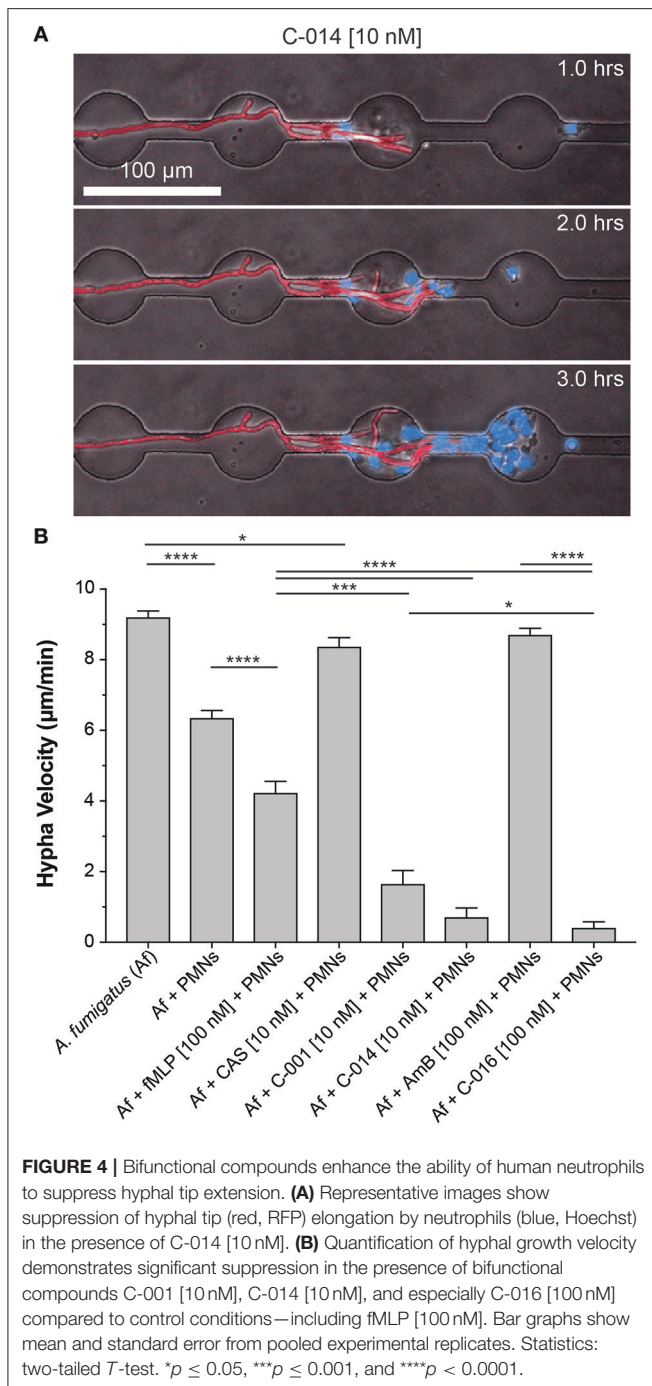 A
C-014 [10 nM]
1.0 hrs
100 µm
2.0 hrs
3.0 hrs
B
*
****
****
****
***
*
****
Hypha Velocity (µm/min)
10
8
6
4
2
0
A. fumigatus (Af)
Af + PMNs
Af + fMLP [100 nM] + PMNs
Af + CAS [10 nM] + PMNs
Af + C-001 [10 nM] + PMNs
Af + C-014 [10 nM] + PMNs
Af + AmB [100 nM] + PMNs
Af + C-016 [100 nM] + PMNs
FIGURE 4 | Bifunctional compounds enhance the ability of human neutrophils
to suppress hyphal tip extension. (A) Representative images show
suppression of hyphal tip (red, RFP) elongation by neutrophils (blue, Hoechst)
in the presence of C-014 [10 nM]. (B) Quantification of hyphal growth velocity
demonstrates significant suppression in the presence of bifunctional
compounds C-001 [10 nM], C-014 [10 nM], and especially C-016 [100 nM]
compared to control conditions—including fMLP [100 nM]. Bar graphs show
mean and standard error from pooled experimental replicates. Statistics:
two-tailed T-test. *p ≤ 0.05, ***p ≤ 0.001, and ****p < 0.0001.